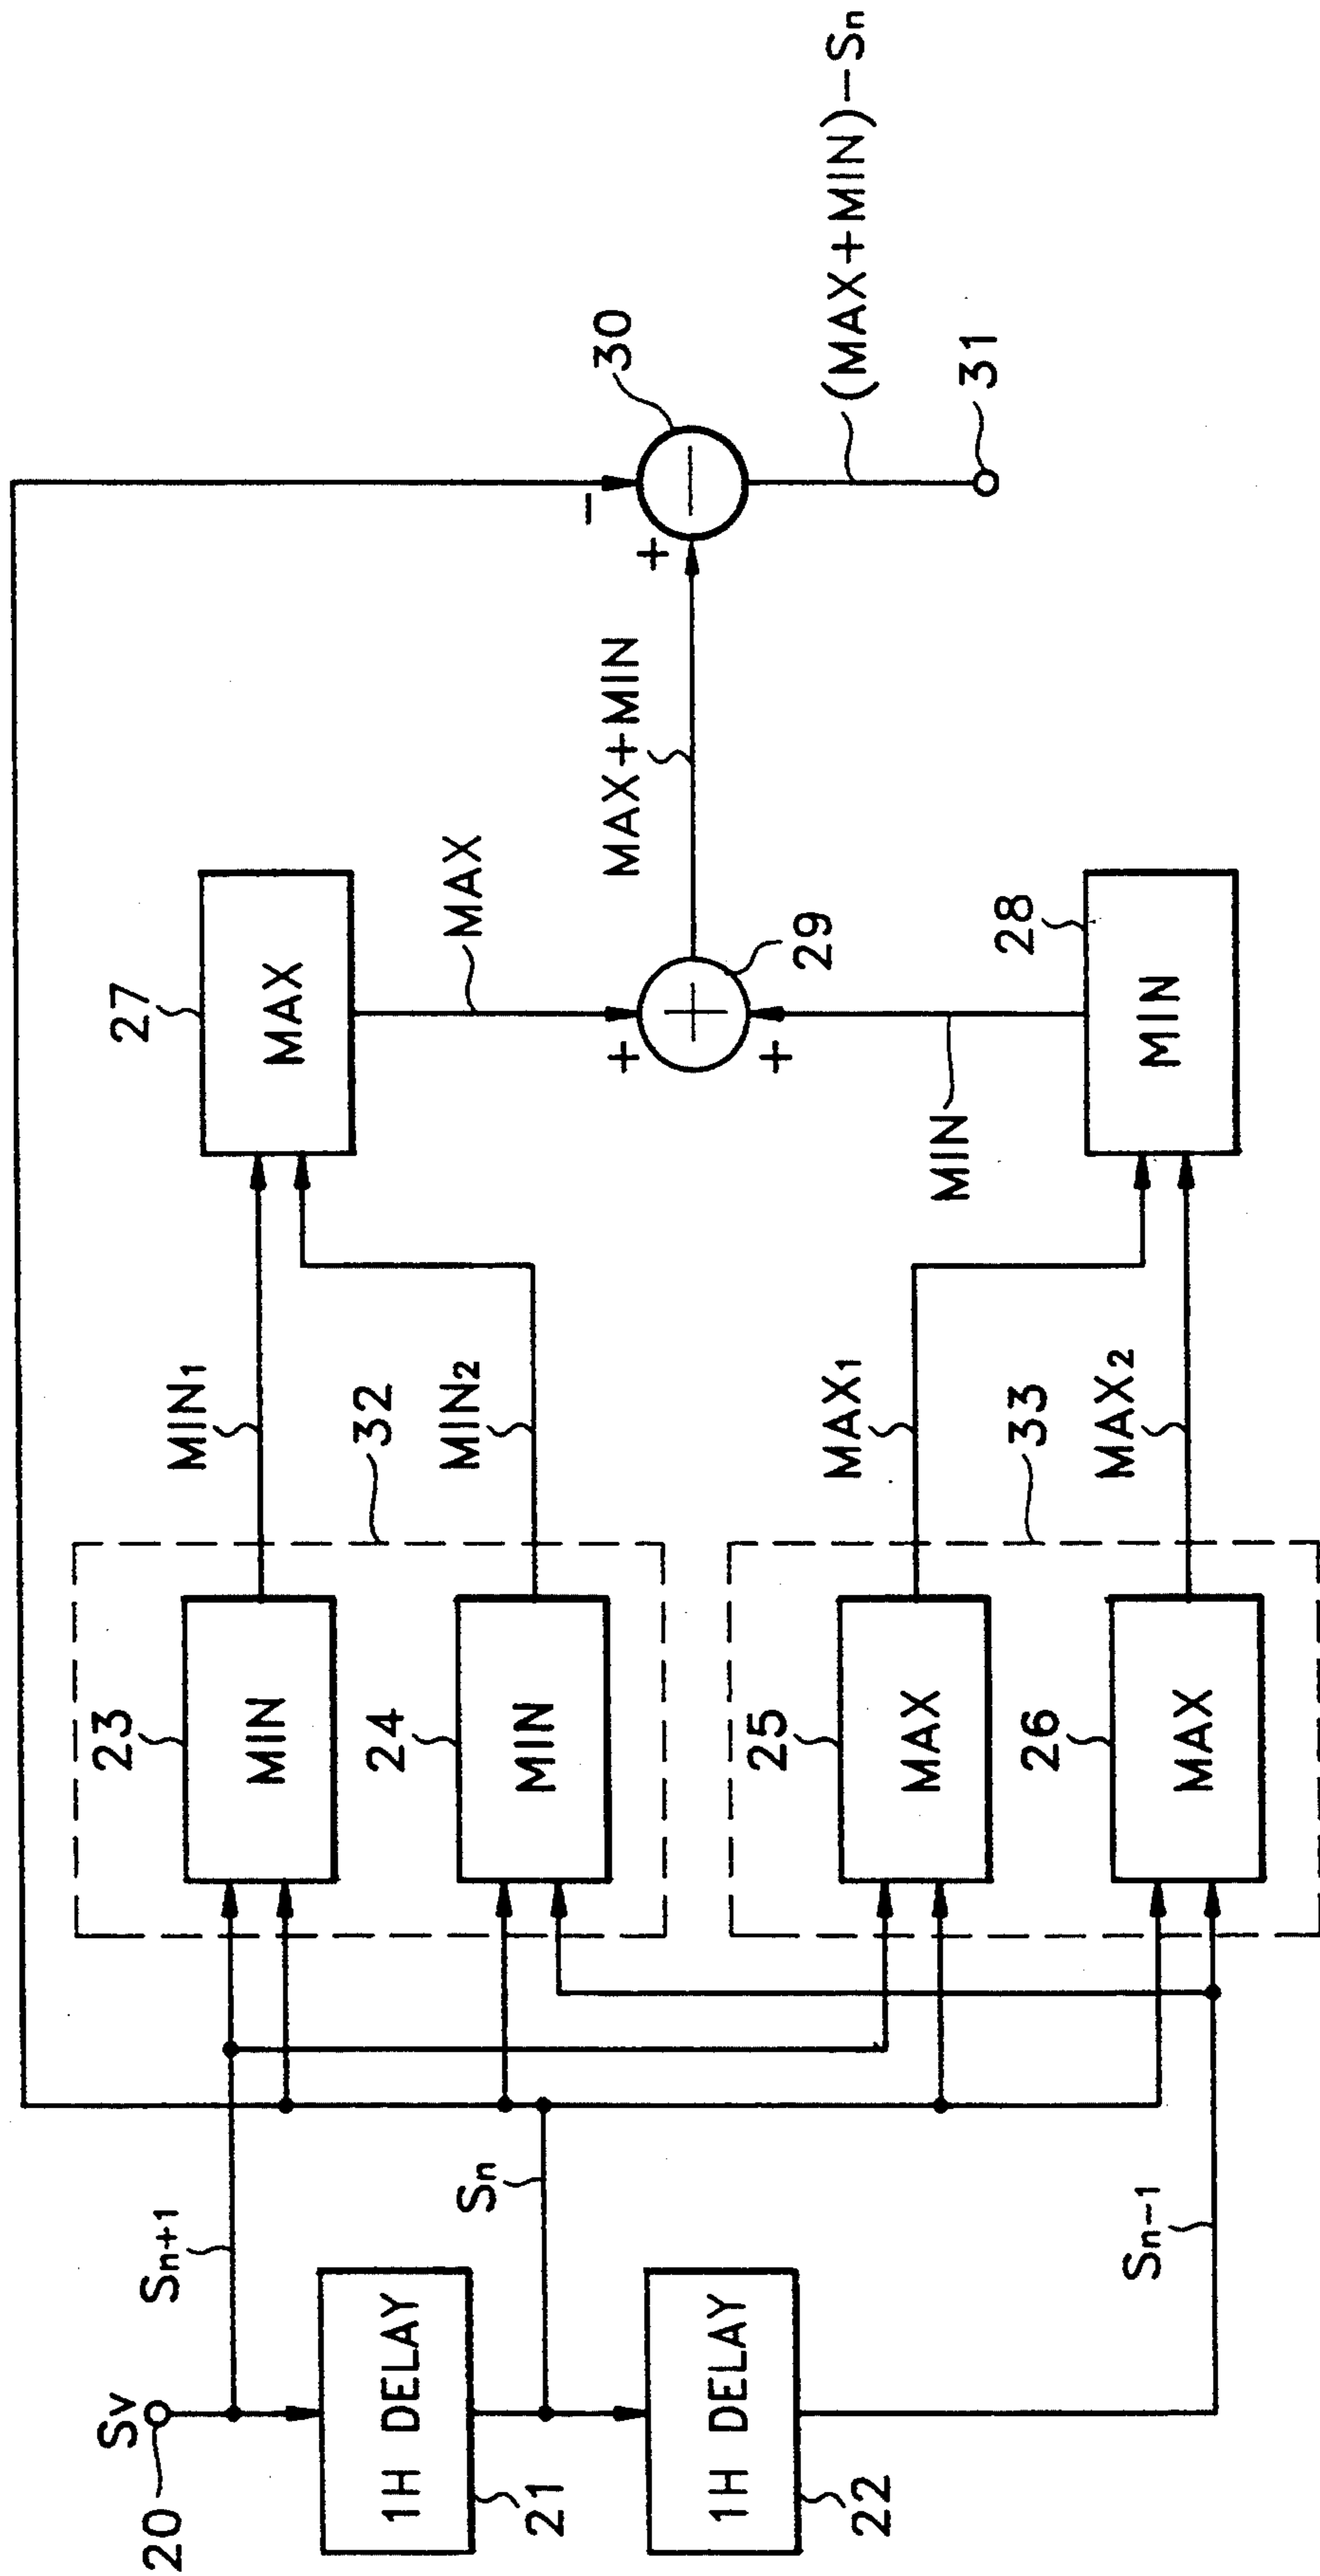 20
Sv
1H DELAY
21
1H DELAY
22
Sn+1
Sn
Sn−1
23
MIN
24
MIN
25
MAX
26
MAX
32
33
MIN1
MIN2
MAX1
MAX2
27
MAX
28
MIN
MAX
MIN
+
+
+
29
MAX+MIN
+
−
−
30
(MAX+MIN)−Sn
31